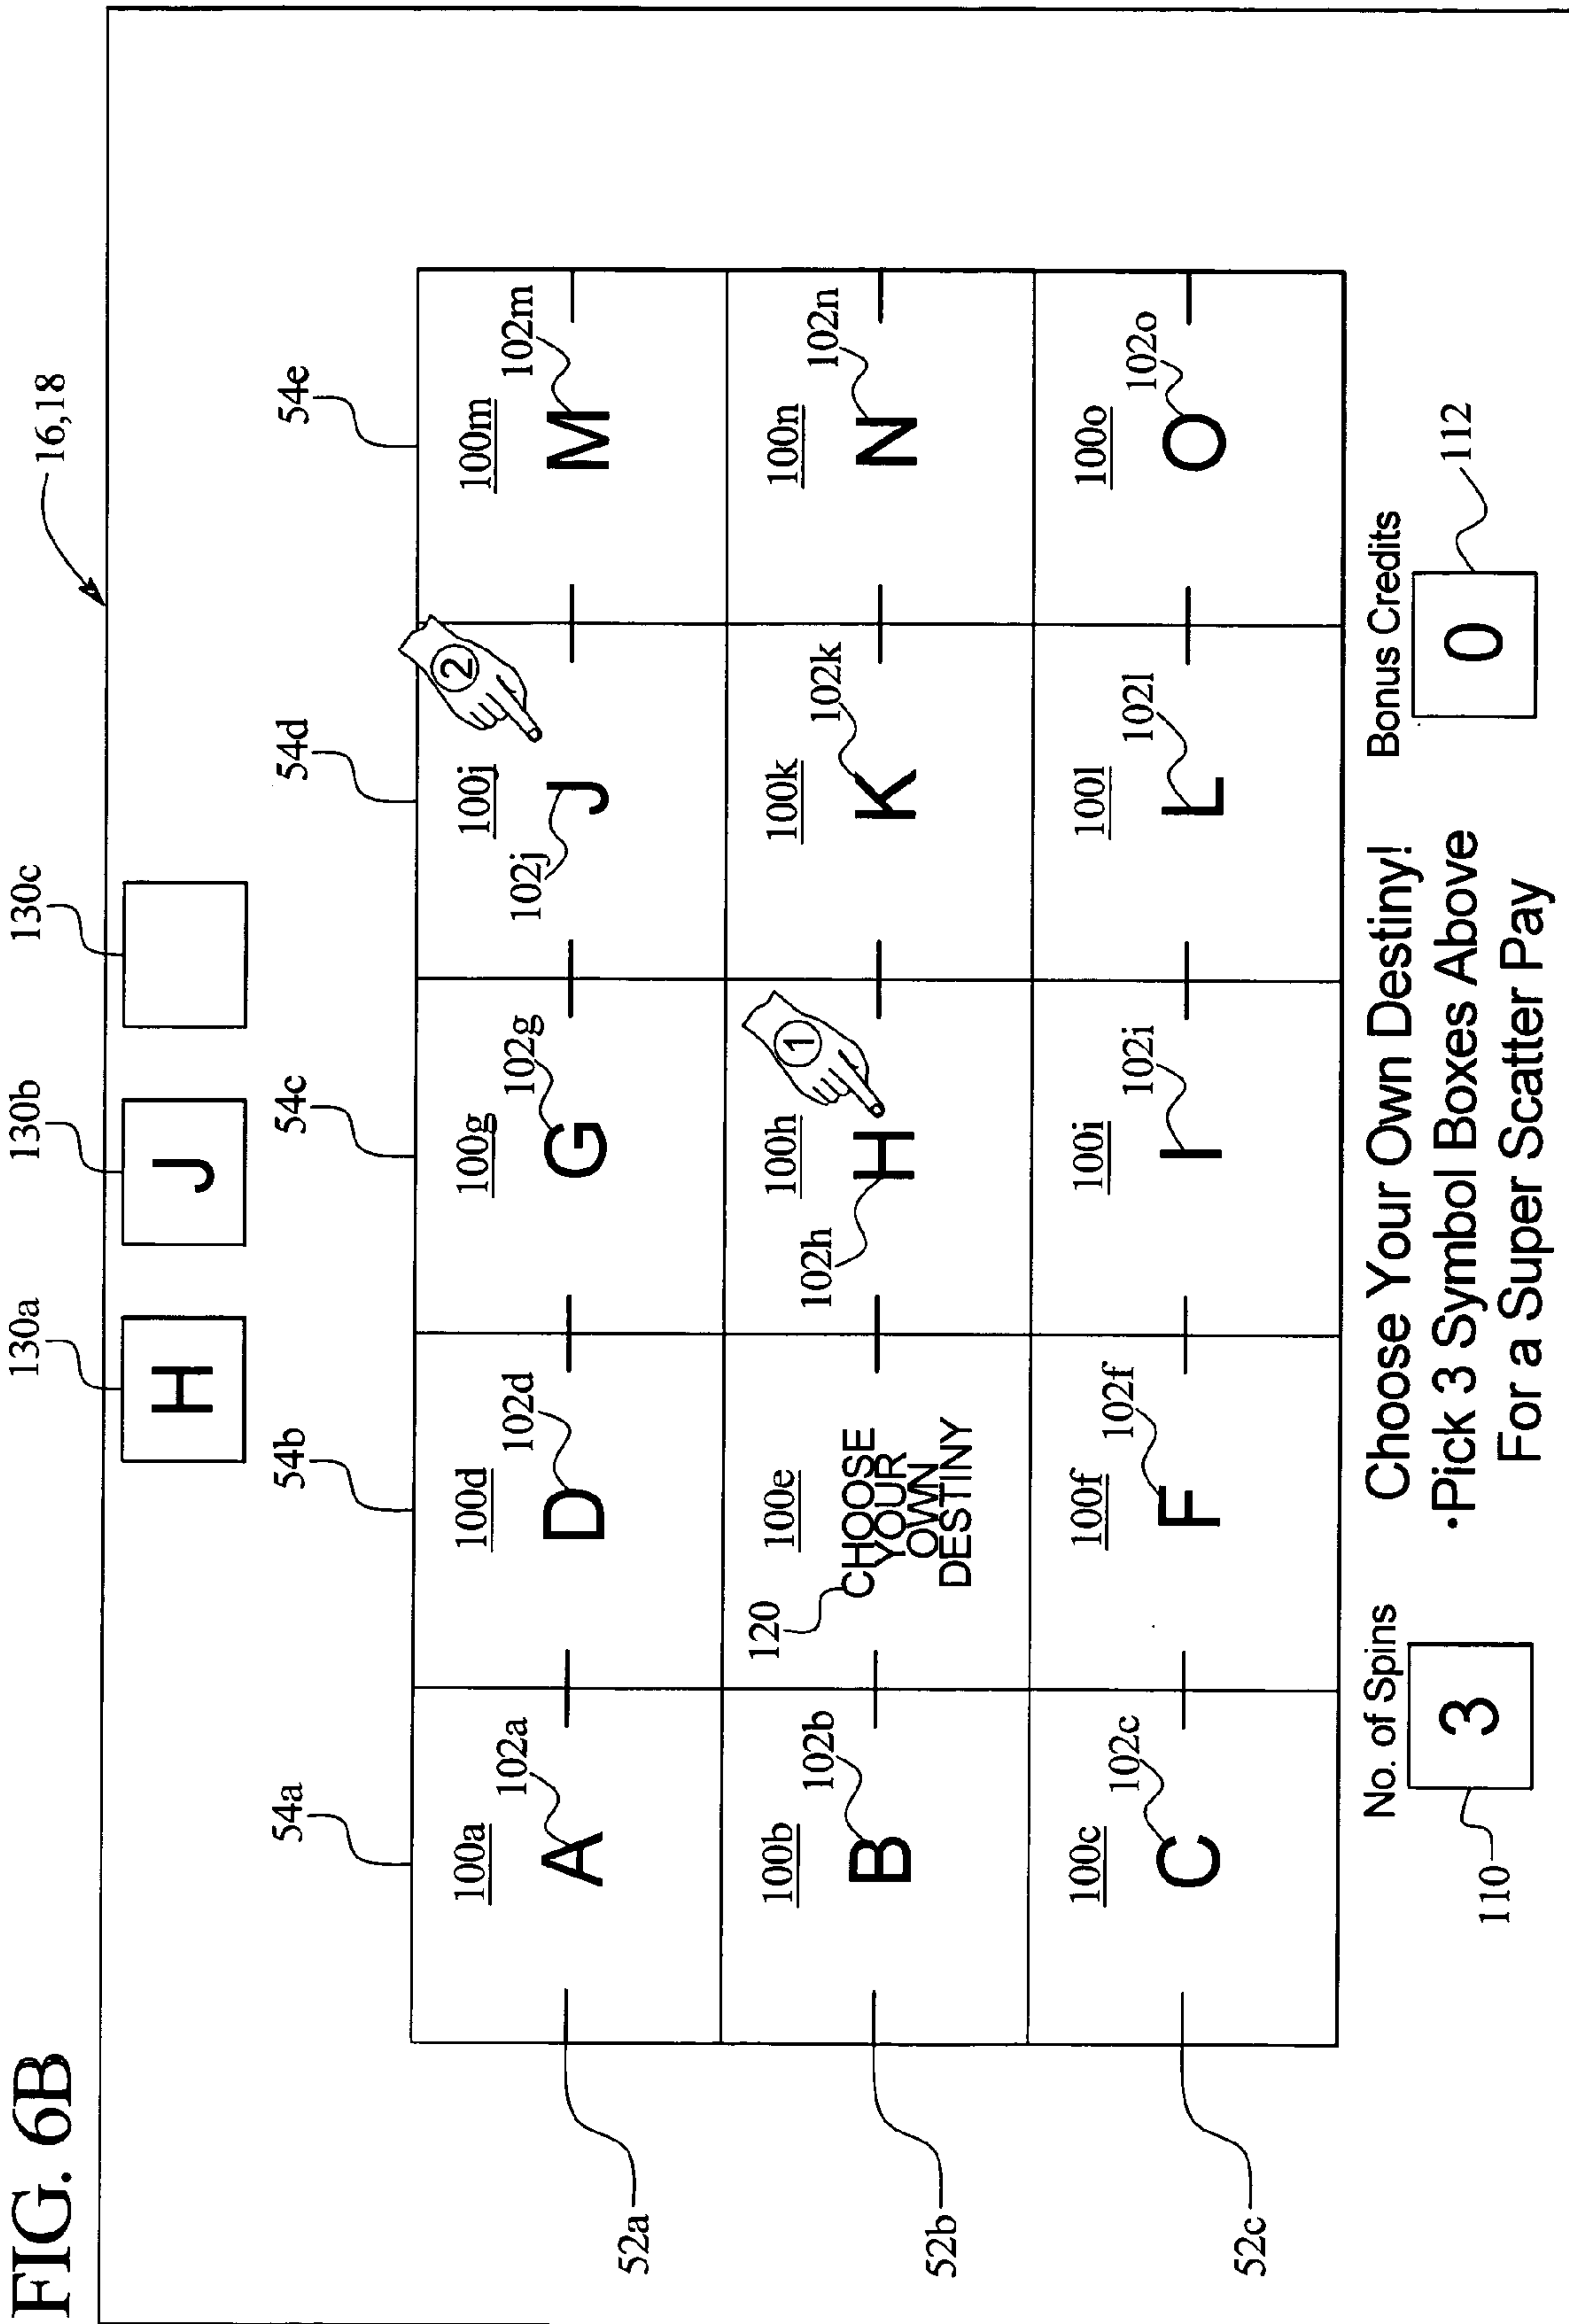 FIG. 6B
16,18
130a 130b 130c
H J
54a 54b 54c 54d 54e
100a 100d 100g 100j 100m
A 102a D 102d G 102g 102j J ② M 102m
52a
100b 100e 100h 100k 100n
B 102b 120 CHOOSE 102h H ① K 102k N 102n
YOUR
OWN
DESTINY
52b
100c 100f 100i 100l 100o
C 102c F 102f I 102i L 102l O 102o
52c
No. of Spins Choose Your Own Destiny! Bonus Credits
110 3 •Pick 3 Symbol Boxes Above 0 112
For a Super Scatter Pay